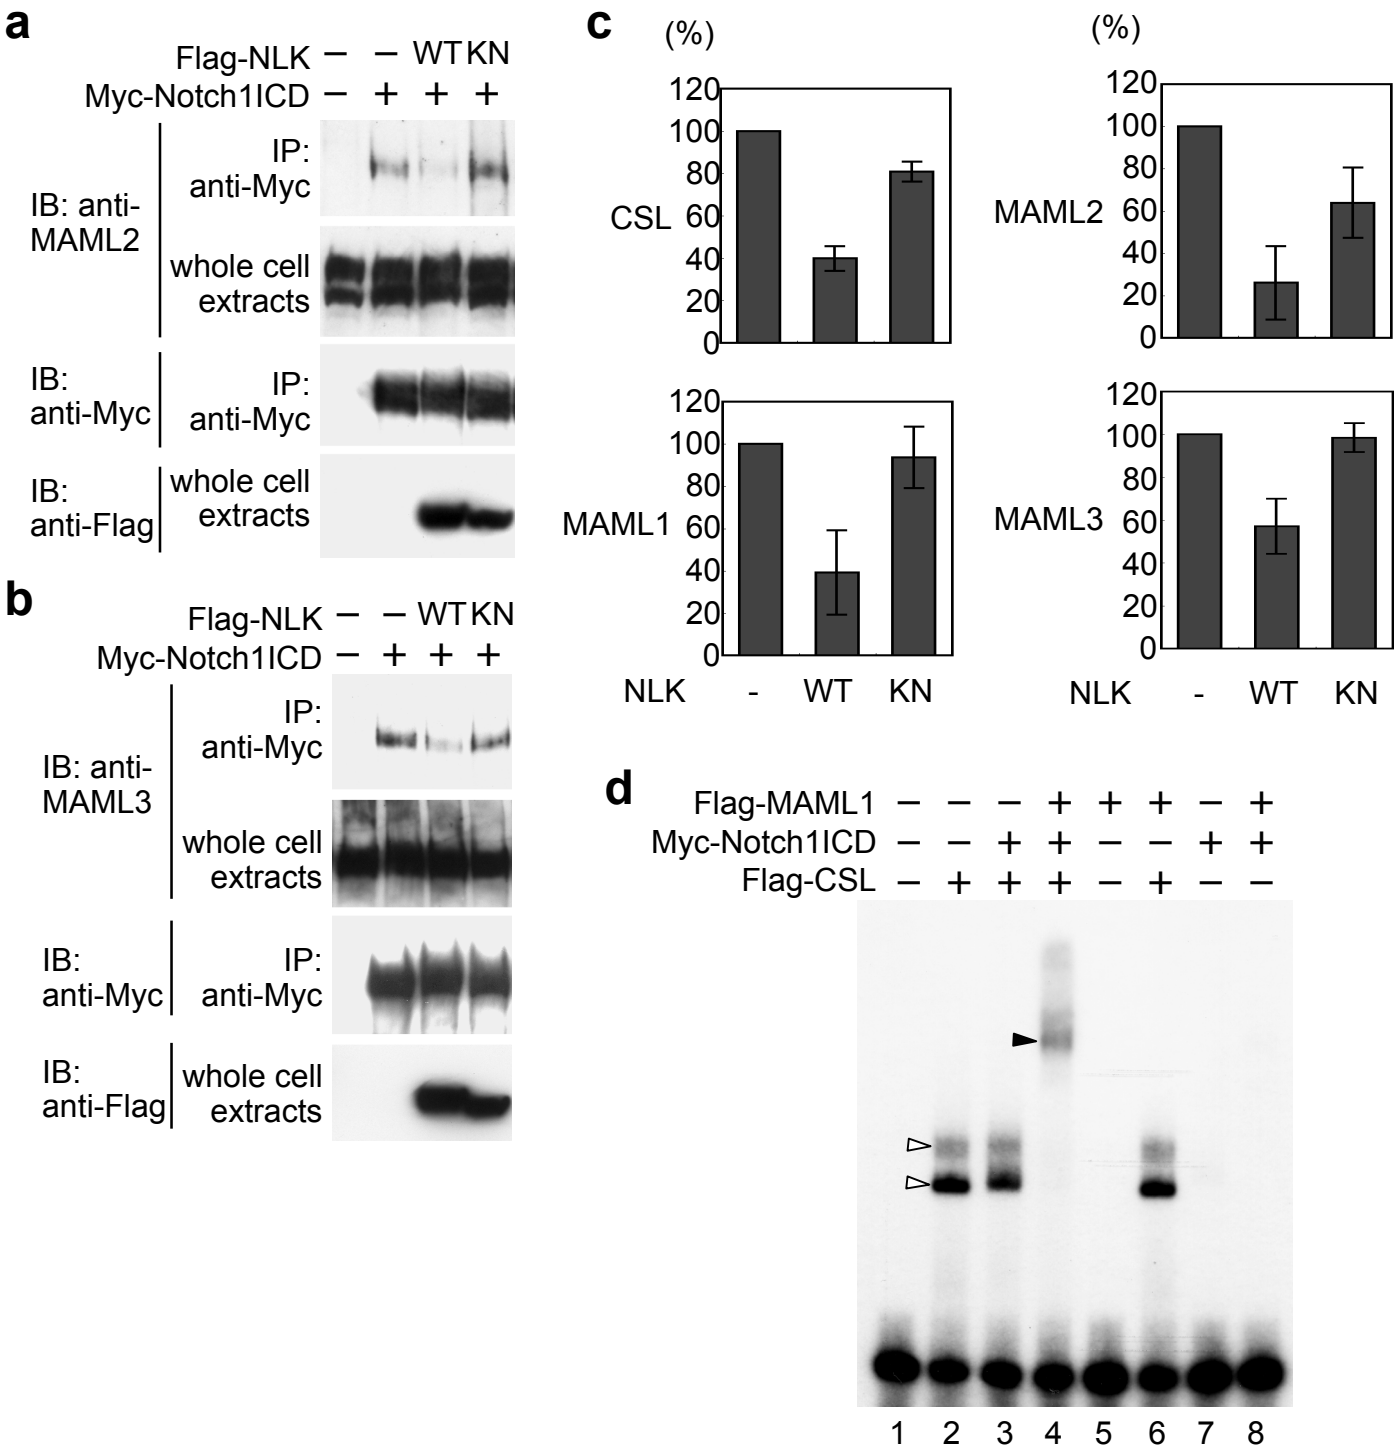 a
Flag-NLK − − WT KN
Myc-Notch1ICD − + + +
IB: anti-
MAML2
IP:
anti-Myc
whole cell
extracts
IB:
anti-Myc
IP:
anti-Myc
IB:
anti-Flag
whole cell
extracts
b
Flag-NLK − − WT KN
Myc-Notch1ICD − + + +
IB: anti-
MAML3
IP:
anti-Myc
whole cell
extracts
IB:
anti-Myc
IP:
anti-Myc
IB:
anti-Flag
whole cell
extracts
c
(%)
CSL
120
100
80
60
40
20
0
(%)
MAML2
120
100
80
60
40
20
0
MAML1
120
100
80
60
40
20
0
MAML3
120
100
80
60
40
20
0
NLK - WT KN
NLK - WT KN
d
Flag-MAML1 − − − + + + − +
Myc-Notch1ICD − − + + − − + +
Flag-CSL − + + + − + − −
1 2 3 4 5 6 7 8